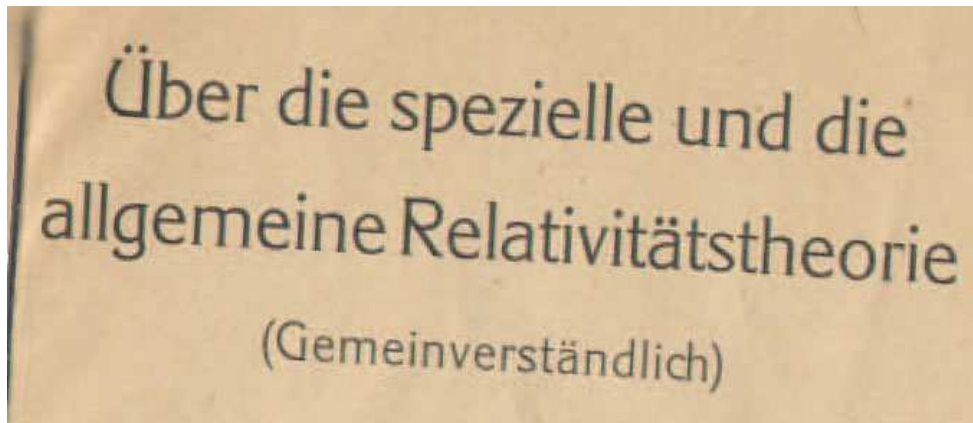 Über die spezielle und die
allgemeine Relativitätstheorie
(Gemeinverständlich)